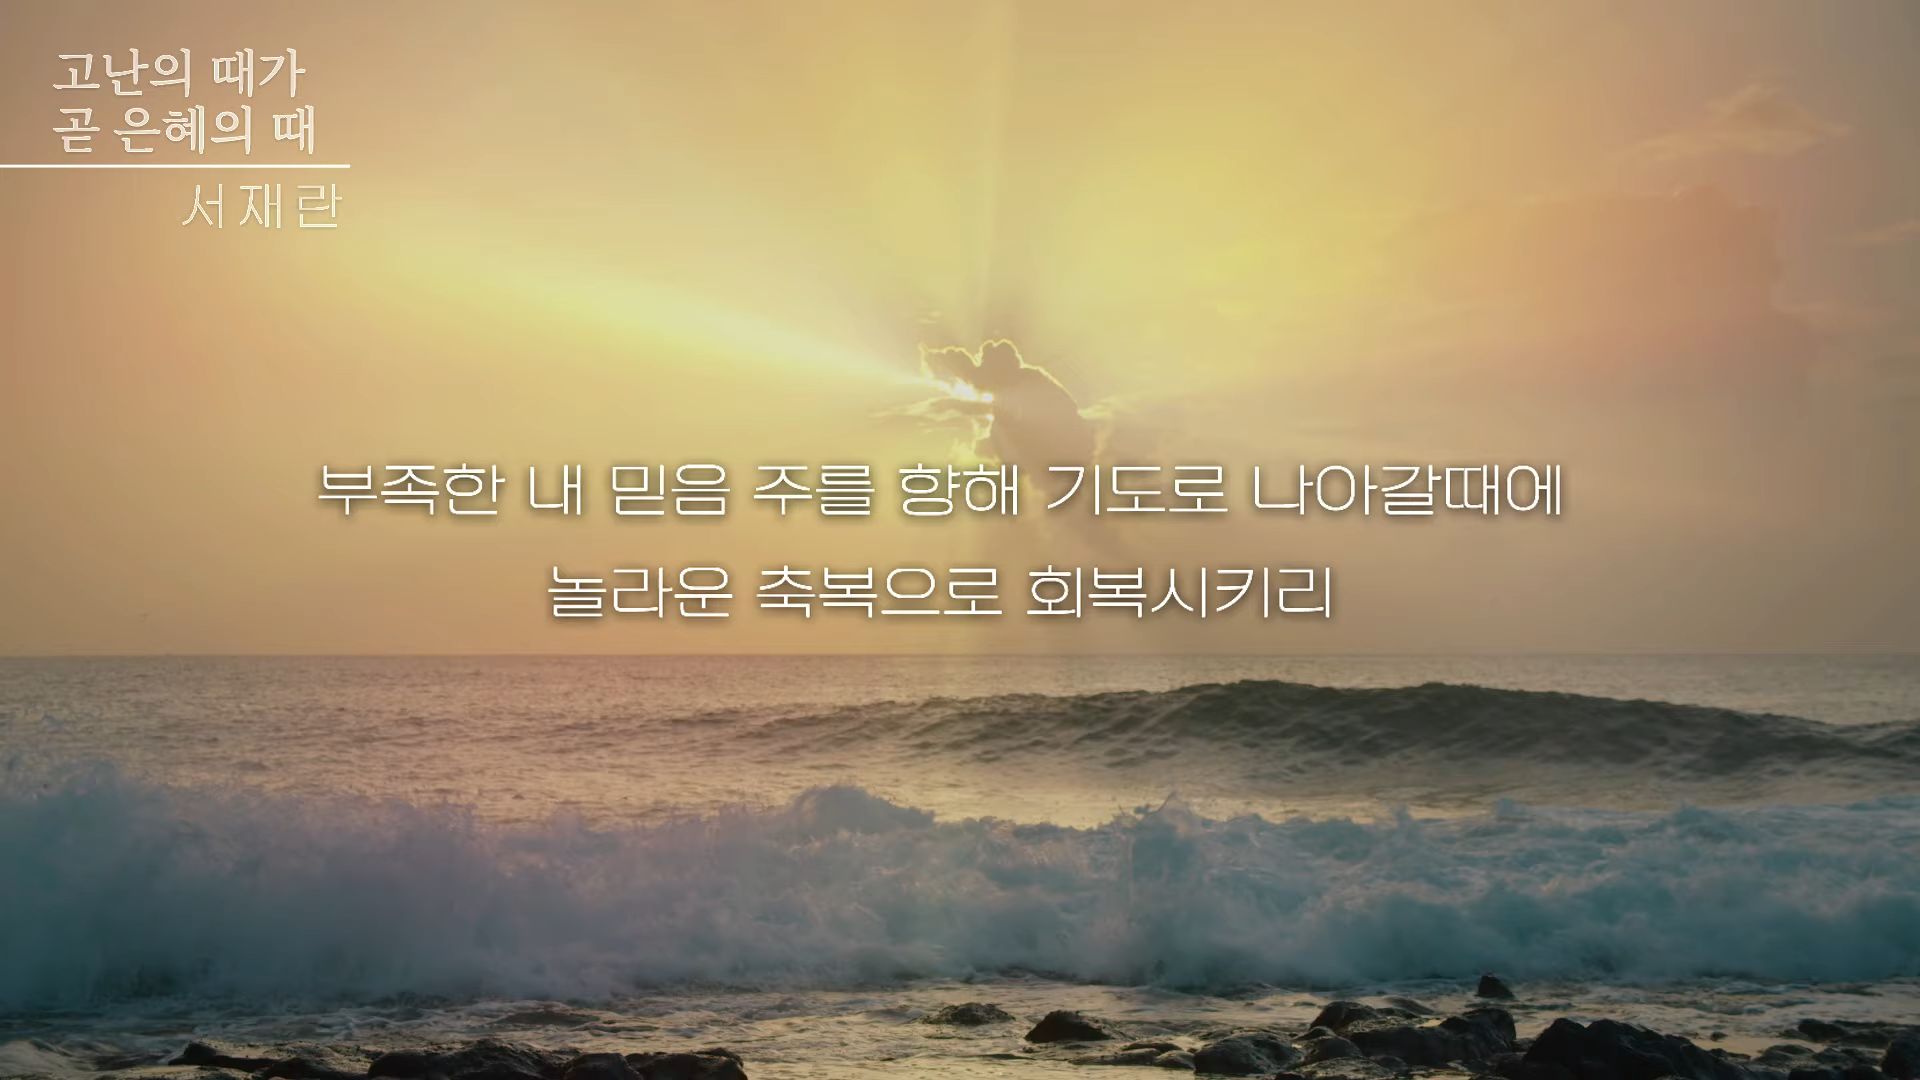 고난의 때가
곧 은혜의 때
서재란
부족한 내 믿음 주를 향해 기도로 나아갈때에
놀라운 축복으로 회복시키리